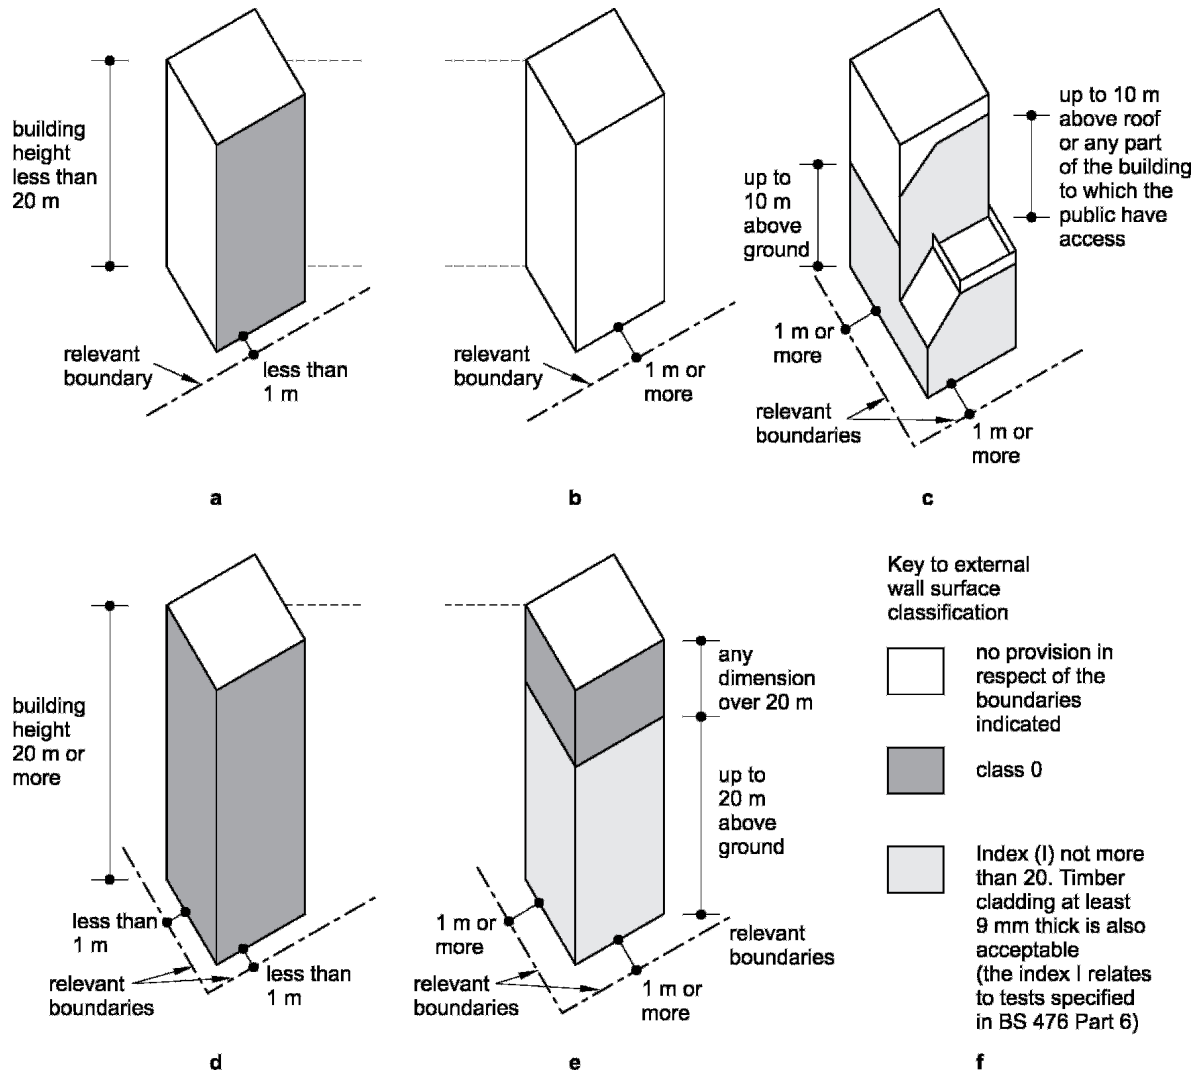 building
height
less than
20 m
relevant
boundary
less than
1 m
a
relevant
boundary
1 m or
more
b
up to
10 m
above
ground
up to 10 m
above roof
or any part
of the building
to which the
public have
access
1 m or
more
relevant
boundaries
1 m or
more
c
building
height
20 m or
more
less than
1 m
relevant
boundaries
less than
1 m
d
any
dimension
over 20 m
up to
20 m
above
ground
1 m or
more
relevant
boundaries
relevant
boundaries
1 m or
more
e
Key to external
wall surface
classification
no provision in
respect of the
boundaries
indicated
class 0
Index (I) not more
than 20. Timber
cladding at least
9 mm thick is also
acceptable
(the index I relates
to tests specified
in BS 476 Part 6)
f